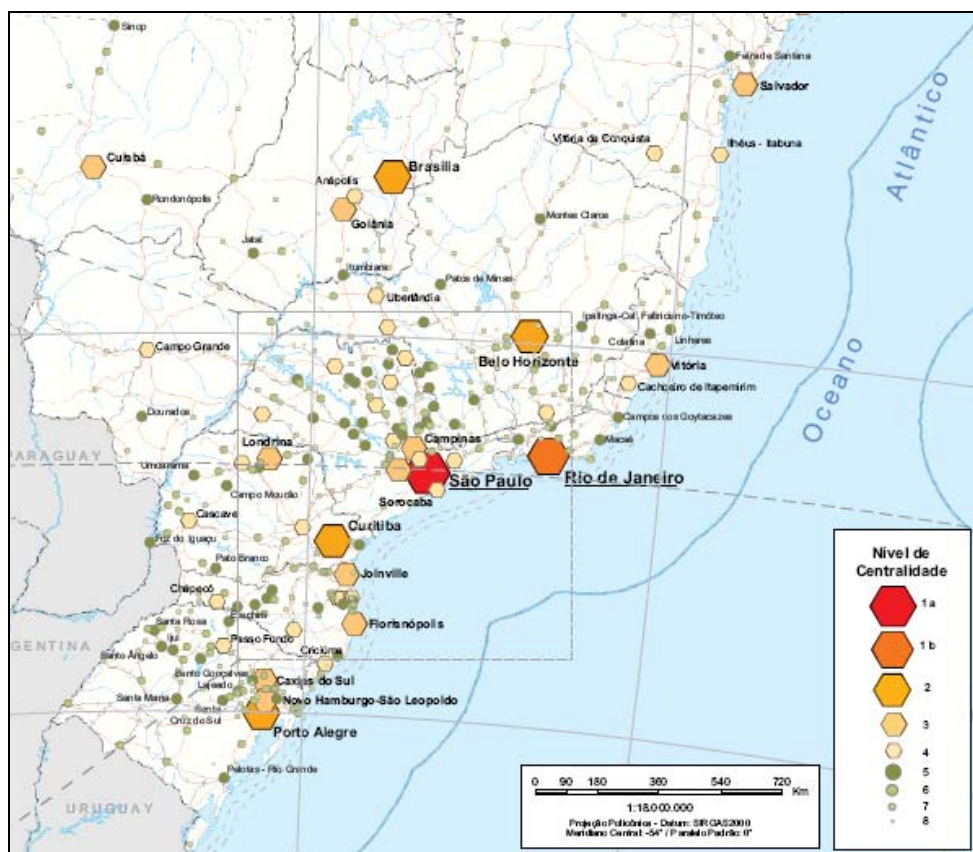 Sinop
Feira de Santana
Salvador
Atlântico
Vitória da Conquista
Ilhéus - Itabuna
Cuiabá
Brasília
Anápolis
Rondonópolis
Goiânia
Montes Claros
Jataí
Itumbiara
Patos de Minas
Uberlândia
Ipatinga-Cel. Fabriciano-Timóteo
Colatina
Linhares
Campo Grande
Belo Horizonte
Vitória
Cachoeiro de Itapemirim
Oceano
Dourados
Campos dos Goytacazes
Londrina
Campinas
Macaé
PARAGUAY
Umuarama
São Paulo
Rio de Janeiro
Campo Mourão
Sorocaba
Cascavel
Curitiba
Foz do Iguaçu
Pato Branco
Joinville
Chapecó
Santa Rosa
Erechim
Florianópolis
Ijuí
ARGENTINA
Passo Fundo
Santo Ângelo
Criciúma
Bento Gonçalves
Caxias do Sul
Lajeado
Santa Maria
Novo Hamburgo-São Leopoldo
Santa
Cruz do Sul
Porto Alegre
Pelotas - Rio Grande
URUGUAY
Nível de
Centralidade
1a
1b
2
3
4
5
6
7
8
0 90 180 360 540 720
Km
1:18.000.000
Projeção Policônica - Datum: SIRGAS2000
Meridiano Central: -54° / Paralelo Padrão: 0°